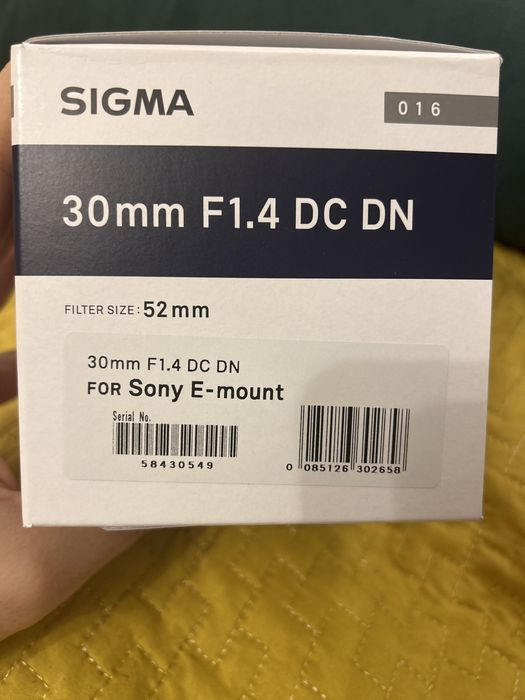 SIGMA
016
30mm F1.4 DC DN
FILTER SIZE: 52mm
30mm F1.4 DC DN
FOR Sony E-mount
Serial No.
58430549
0 085126 302658